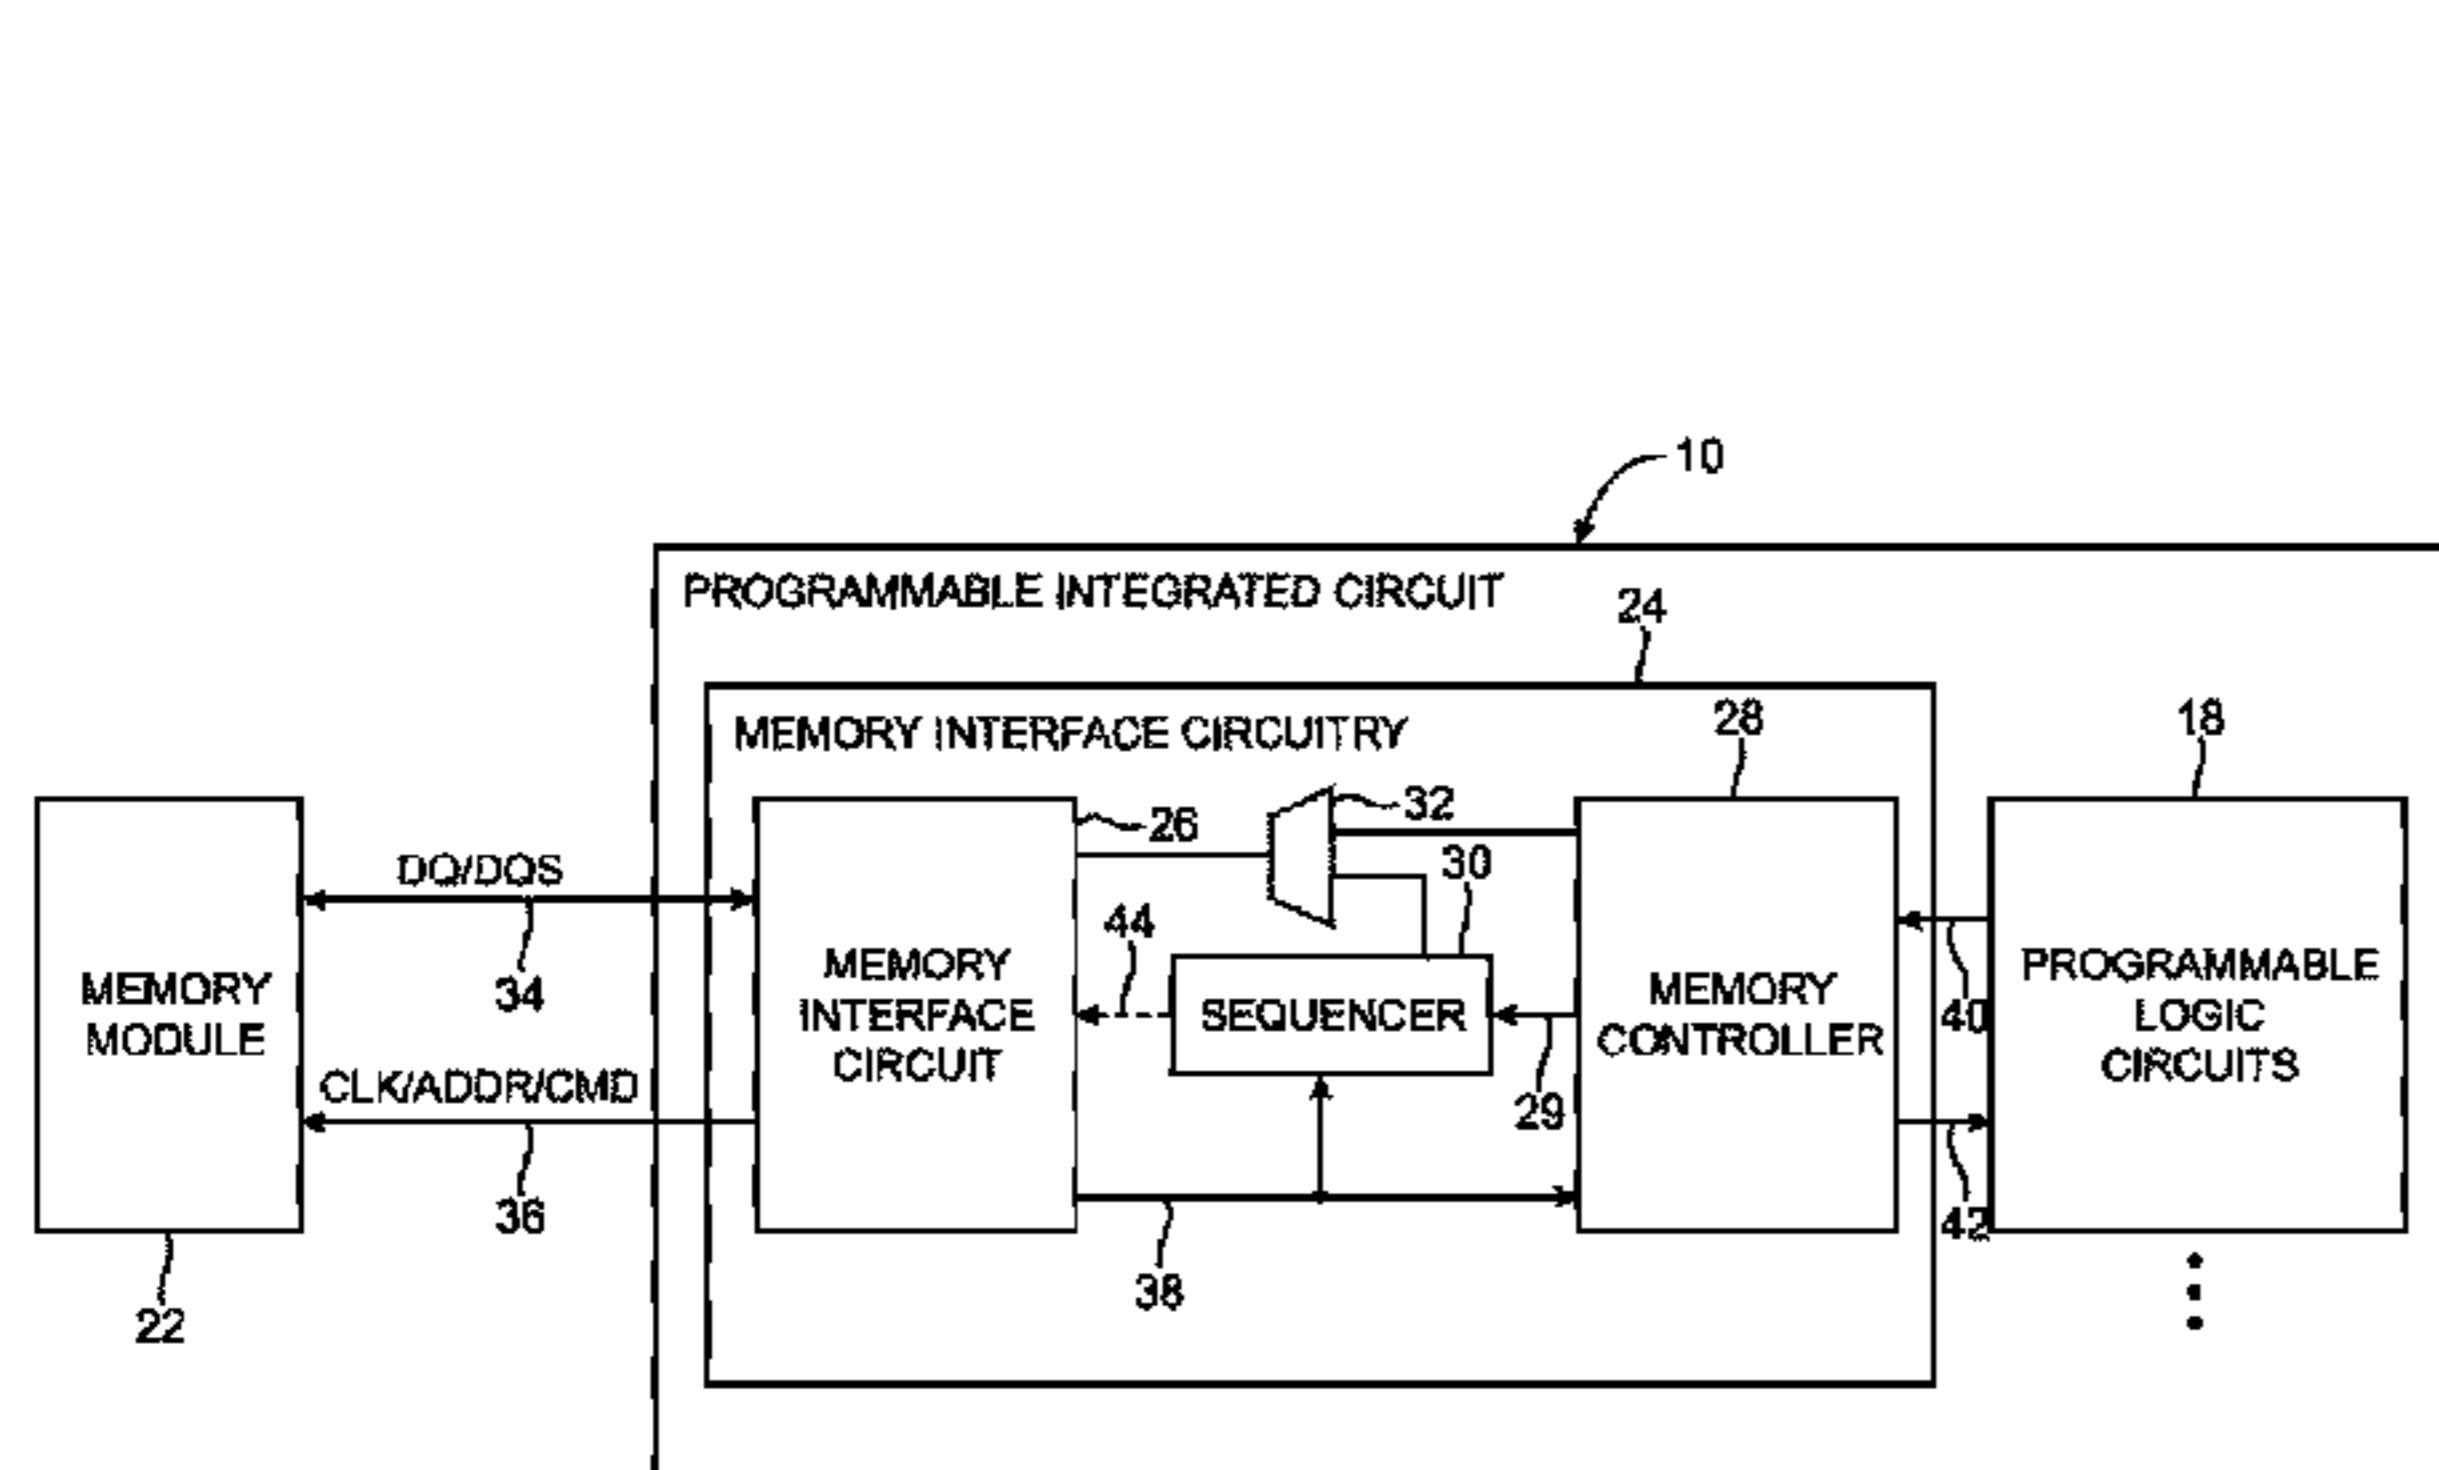 10
PROGRAMMABLE INTEGRATED CIRCUIT
24
MEMORY INTERFACE CIRCUITRY
28
18
26
32
30
DQ/DQS
34
44
MEMORY
MODULE
MEMORY
INTERFACE
CIRCUIT
SEQUENCER
MEMORY
CONTROLLER
PROGRAMMABLE
LOGIC
CIRCUITS
40
29
CLK/ADDR/CMD
36
38
42
22